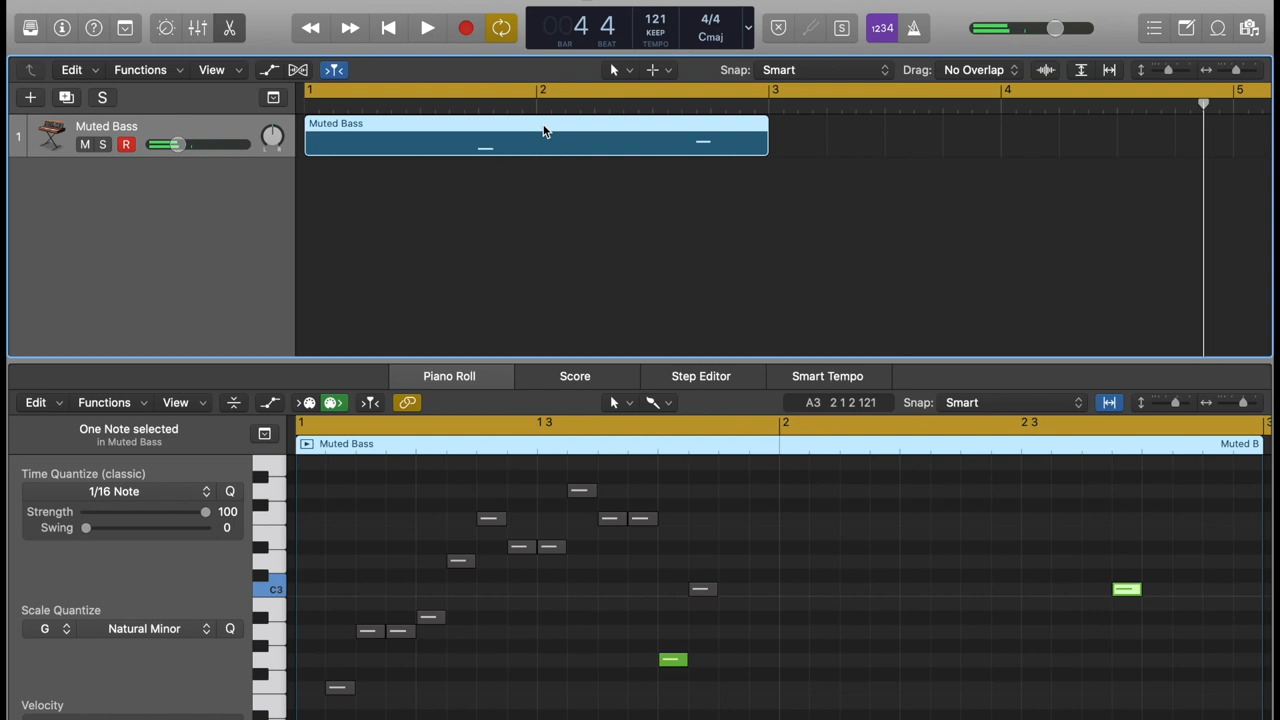 004 4
BAR BEAT
121
KEEP
TEMPO
4/4
Cmaj
1234
Edit Functions View Snap: Smart Drag: No Overlap
S
1 2 3 4 5
1
Muted Bass
M S R
L R
Muted Bass
Piano Roll Score Step Editor Smart Tempo
Edit Functions View A3 2 1 2 121 Snap: Smart
One Note selected
in Muted Bass
1 1 3 2 2 3 3
Muted Bass Muted B
Time Quantize (classic)
1/16 Note Q
Strength 100
Swing 0
C3
Scale Quantize
G Natural Minor Q
Velocity